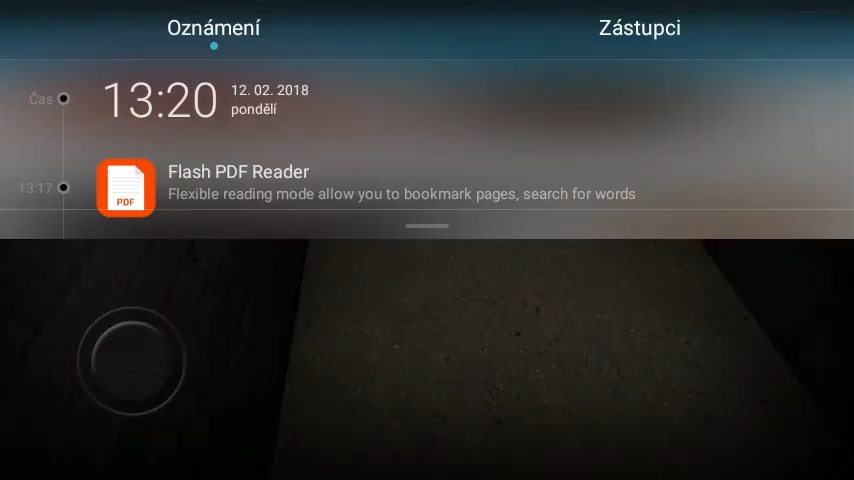 Oznámení
Zástupci
Čas
13:20
12. 02. 2018
pondělí
13:17
Flash PDF Reader
Flexible reading mode allow you to bookmark pages, search for words
PDF